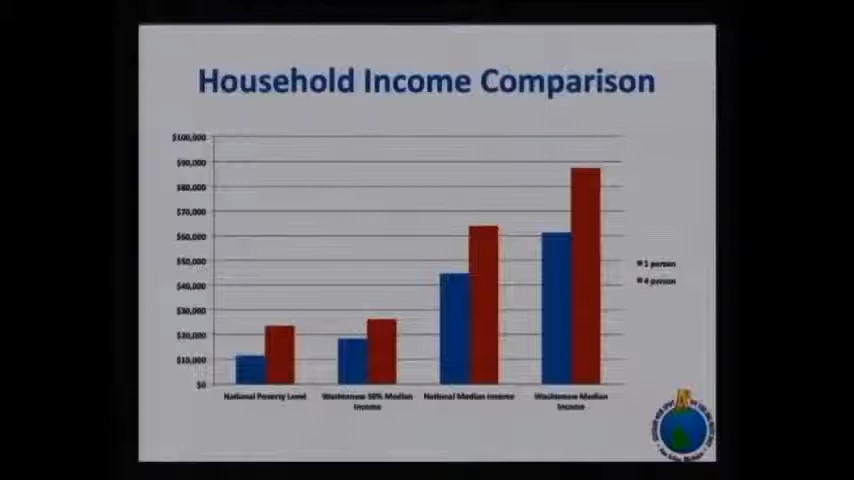 Household Income Comparison
$100,000
$90,000
$80,000
$70,000
$60,000
$50,000
$40,000
$30,000
$20,000
$10,000
$0
1 person
4 person
National Poverty Level
Washtenaw 30% Median Income
National Median Income
Washtenaw Median Income